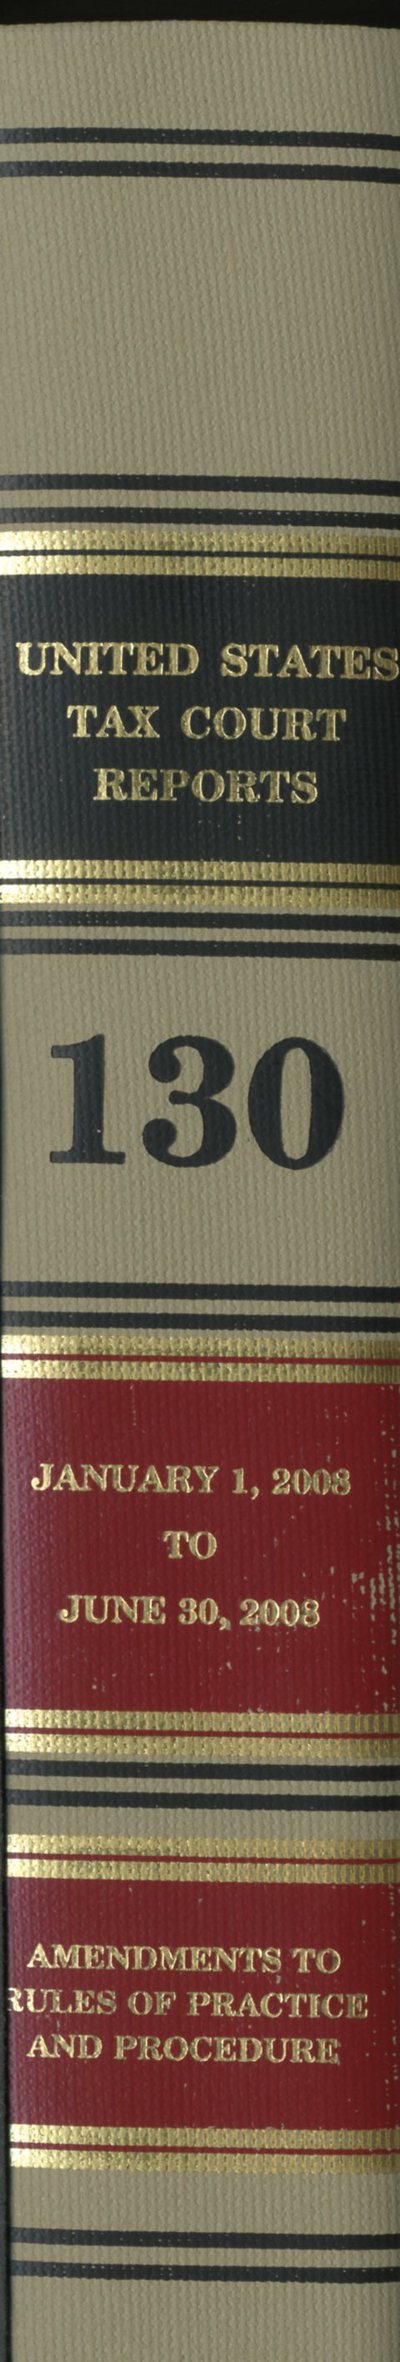 UNITED STATES
TAX COURT
REPORTS
130
JANUARY 1, 2008
TO
JUNE 30, 2008
AMENDMENTS TO
RULES OF PRACTICE
AND PROCEDURE